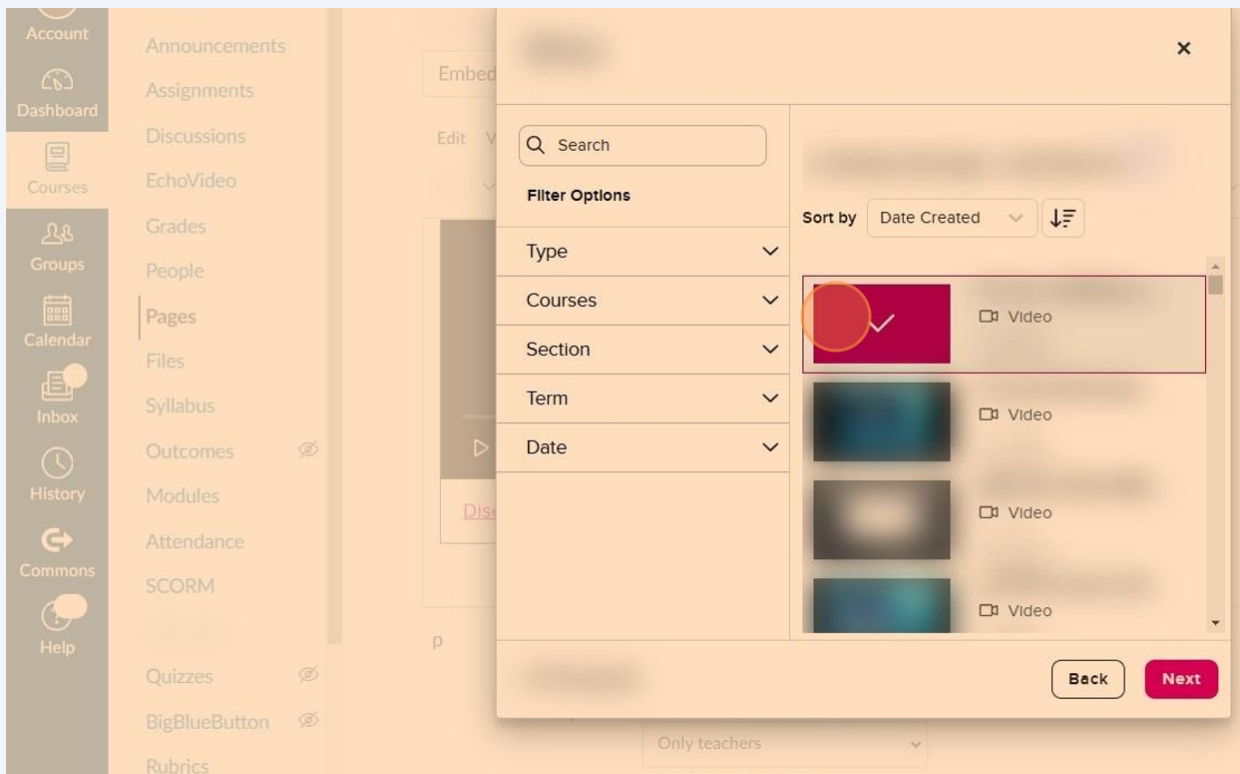 Account
Dashboard
Courses
Groups
Calendar
Inbox
History
Commons
Help
Announcements
Assignments
Discussions
EchoVideo
Grades
People
Pages
Files
Syllabus
Outcomes
Modules
Attendance
SCORM
Quizzes
BigBlueButton
Rubrics
Embed
Edit V
Dise
p
Only teachers
×
Search
Filter Options
Type
Courses
Section
Term
Date
Sort by Date Created
Video
Video
Video
Video
Back Next